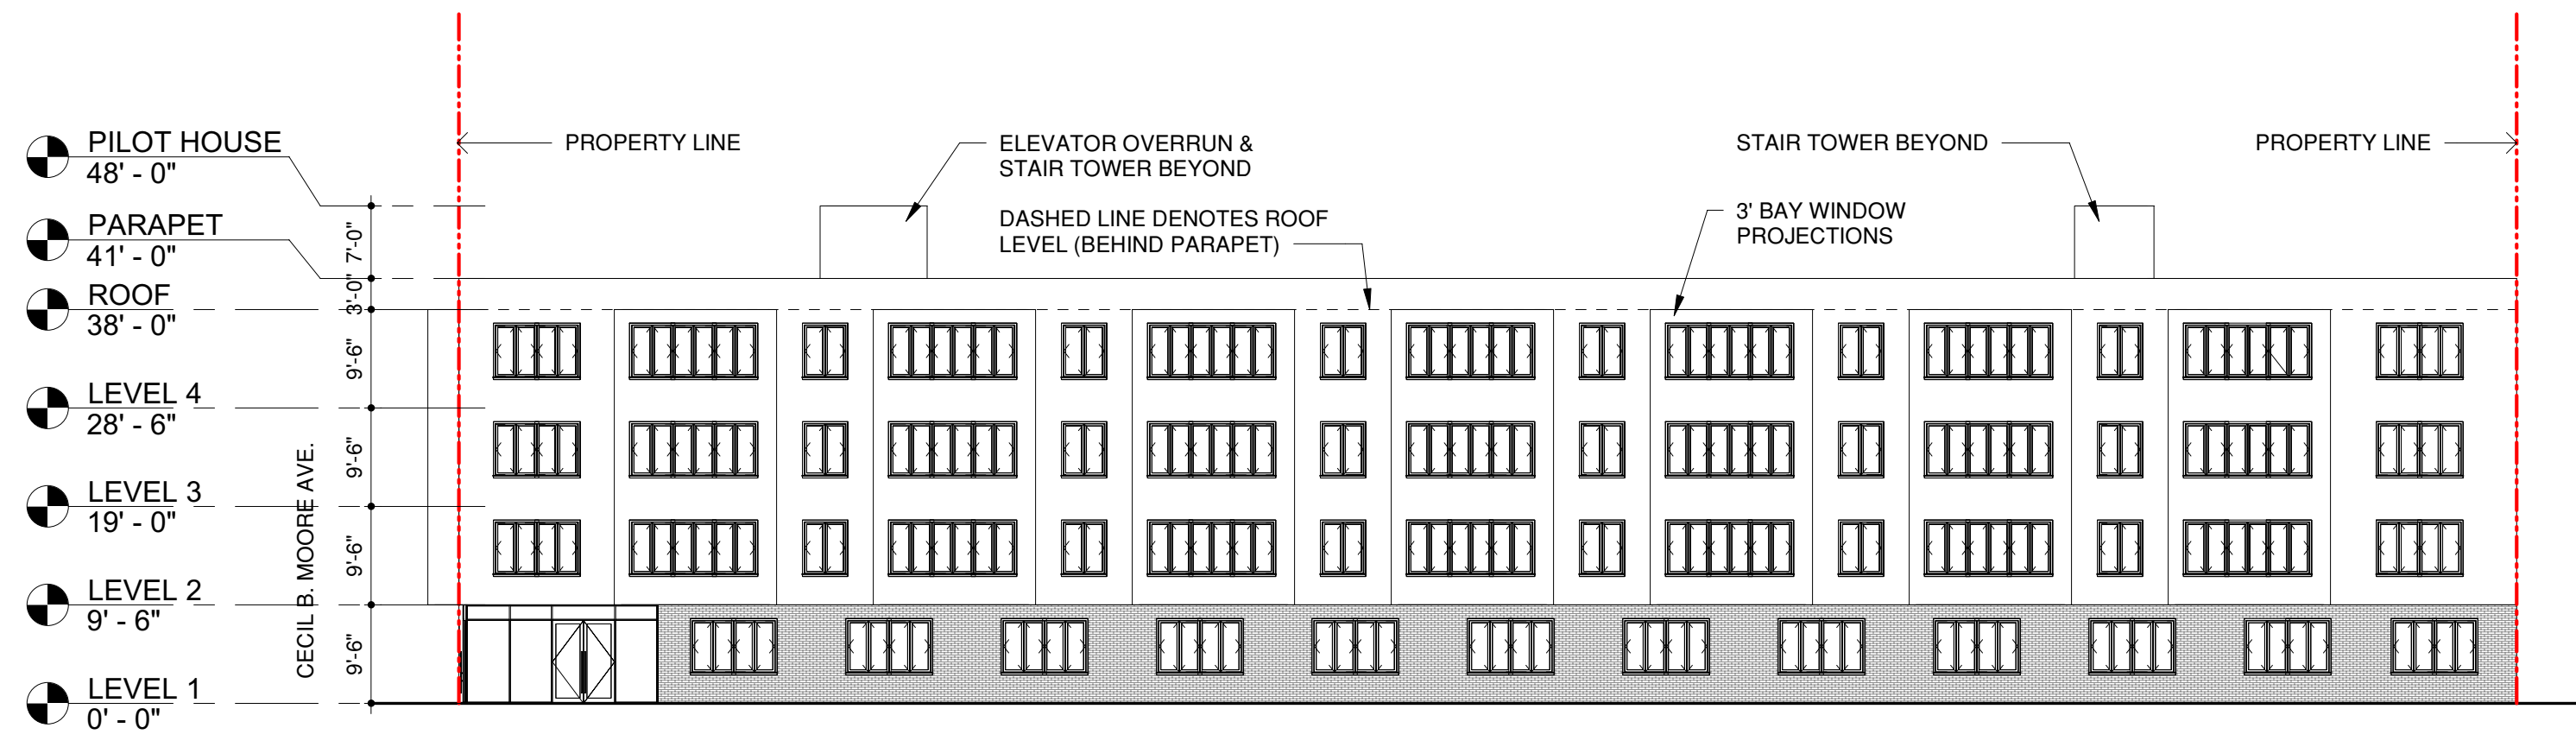 PILOT HOUSE
48' - 0"
PARAPET
41' - 0"
ROOF
38' - 0"
LEVEL 4
28' - 6"
LEVEL 3
19' - 0"
LEVEL 2
9' - 6"
LEVEL 1
0' - 0"
CECIL B. MOORE AVE.
7'-0"
3'-0"
9'-6"
9'-6"
9'-6"
9'-6"
PROPERTY LINE
ELEVATOR OVERRUN &
STAIR TOWER BEYOND
DASHED LINE DENOTES ROOF
LEVEL (BEHIND PARAPET)
STAIR TOWER BEYOND
3' BAY WINDOW
PROJECTIONS
PROPERTY LINE